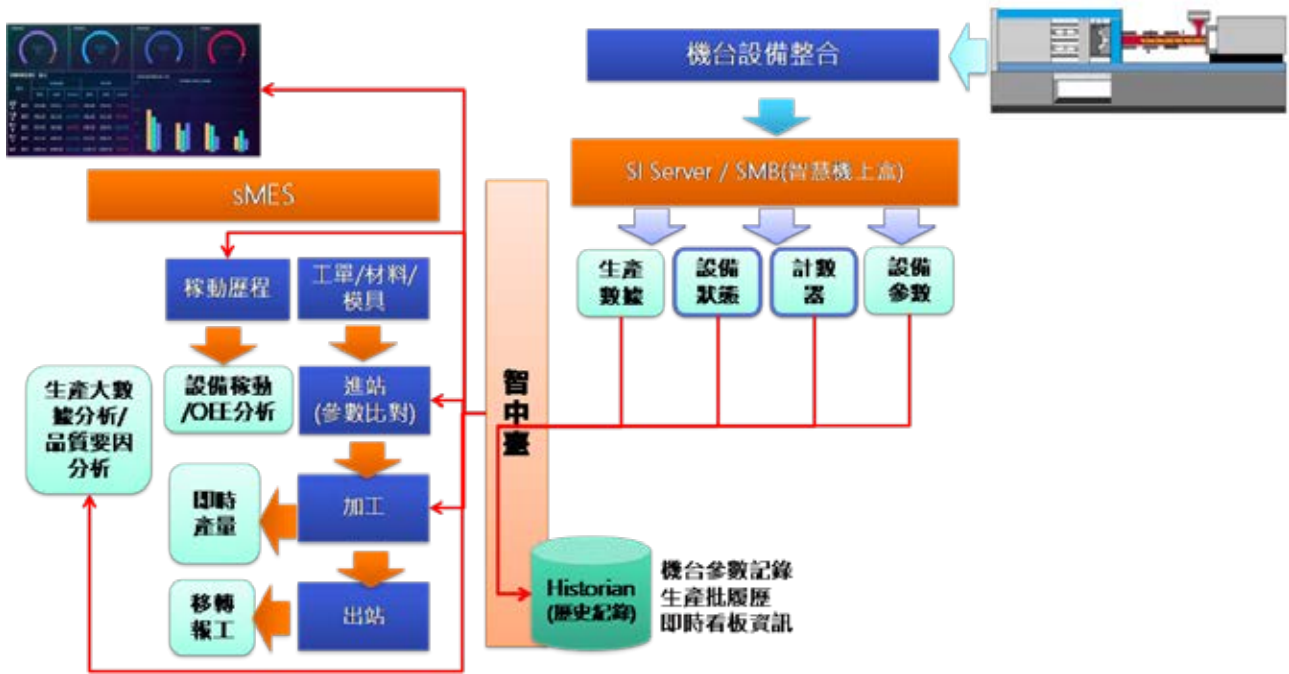 機台設備整合
SI Server / SMB(智慧機上盒)
生產
數據
設備
狀態
計數
器
設備
參數
sMES
稼動歷程
工單/材料/
模具
設備稼動
/OEE分析
進站
(參數比對)
生產大數
據分析/
品質要因
分析
即時
產量
加工
移轉
報工
出站
智
中
臺
Historian
(歷史紀錄)
機台參數記錄
生產批履歷
即時看板資訊